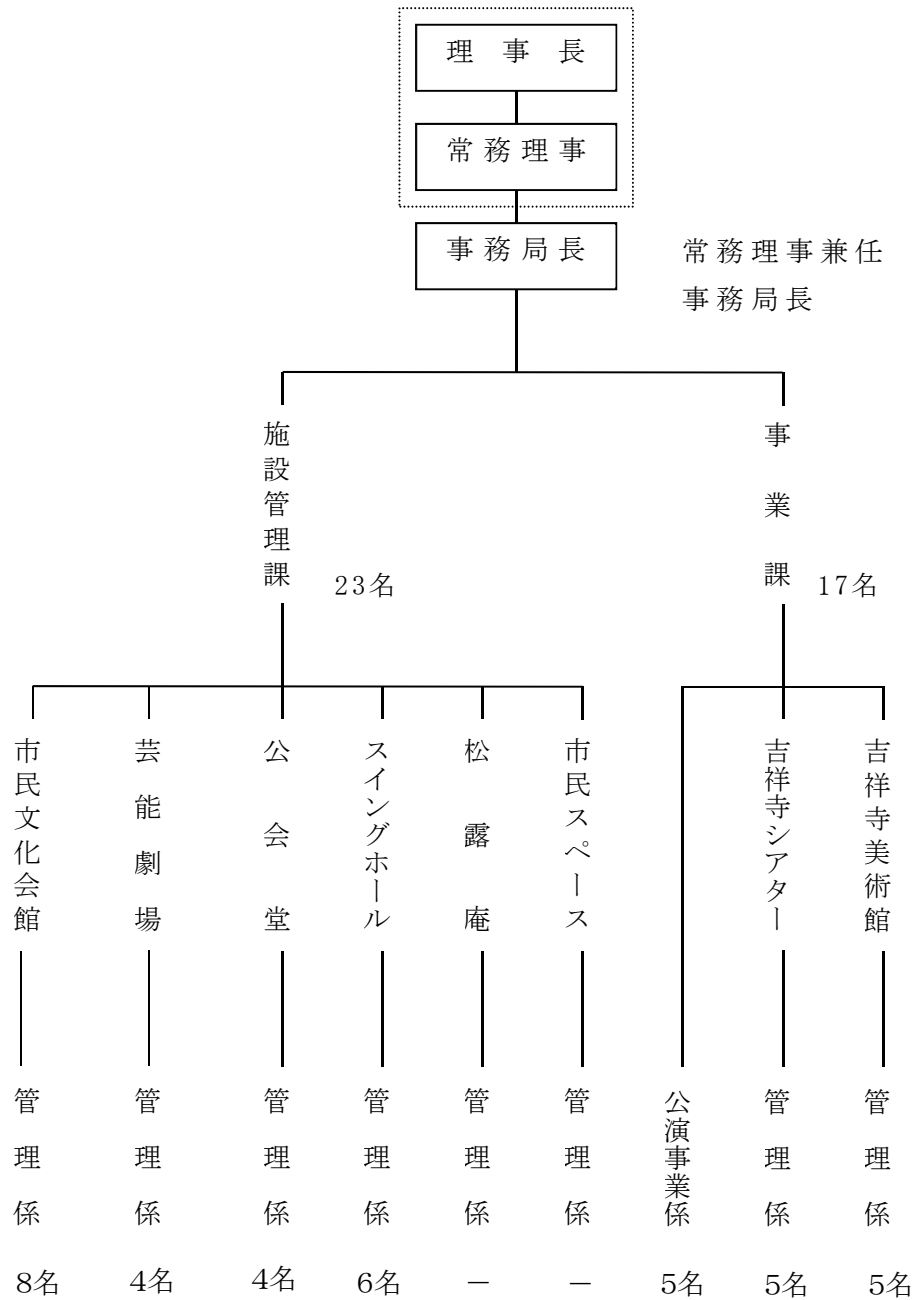 理事長
常務理事
事務局長
常務理事兼任
事務局長
施設管理課
23名
事業課
17名
市民文化会館
芸能劇場
公会堂
スイングホール
松露庵
市民スペース
吉祥寺シアター
吉祥寺美術館
管理係
管理係
管理係
管理係
管理係
管理係
公演事業係
管理係
管理係
8名
4名
4名
6名
－
－
5名
5名
5名